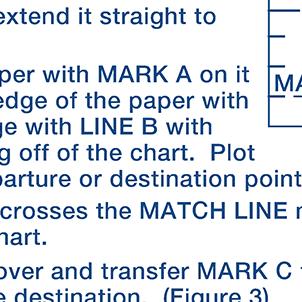 extend it straight to
per with MARK A on it
edge of the paper with
ge with LINE B with
g off of the chart. Plot
parture or destination point
crosses the MATCH LINE
hart.
over and transfer MARK C
e destination. (Figure 3)
MA